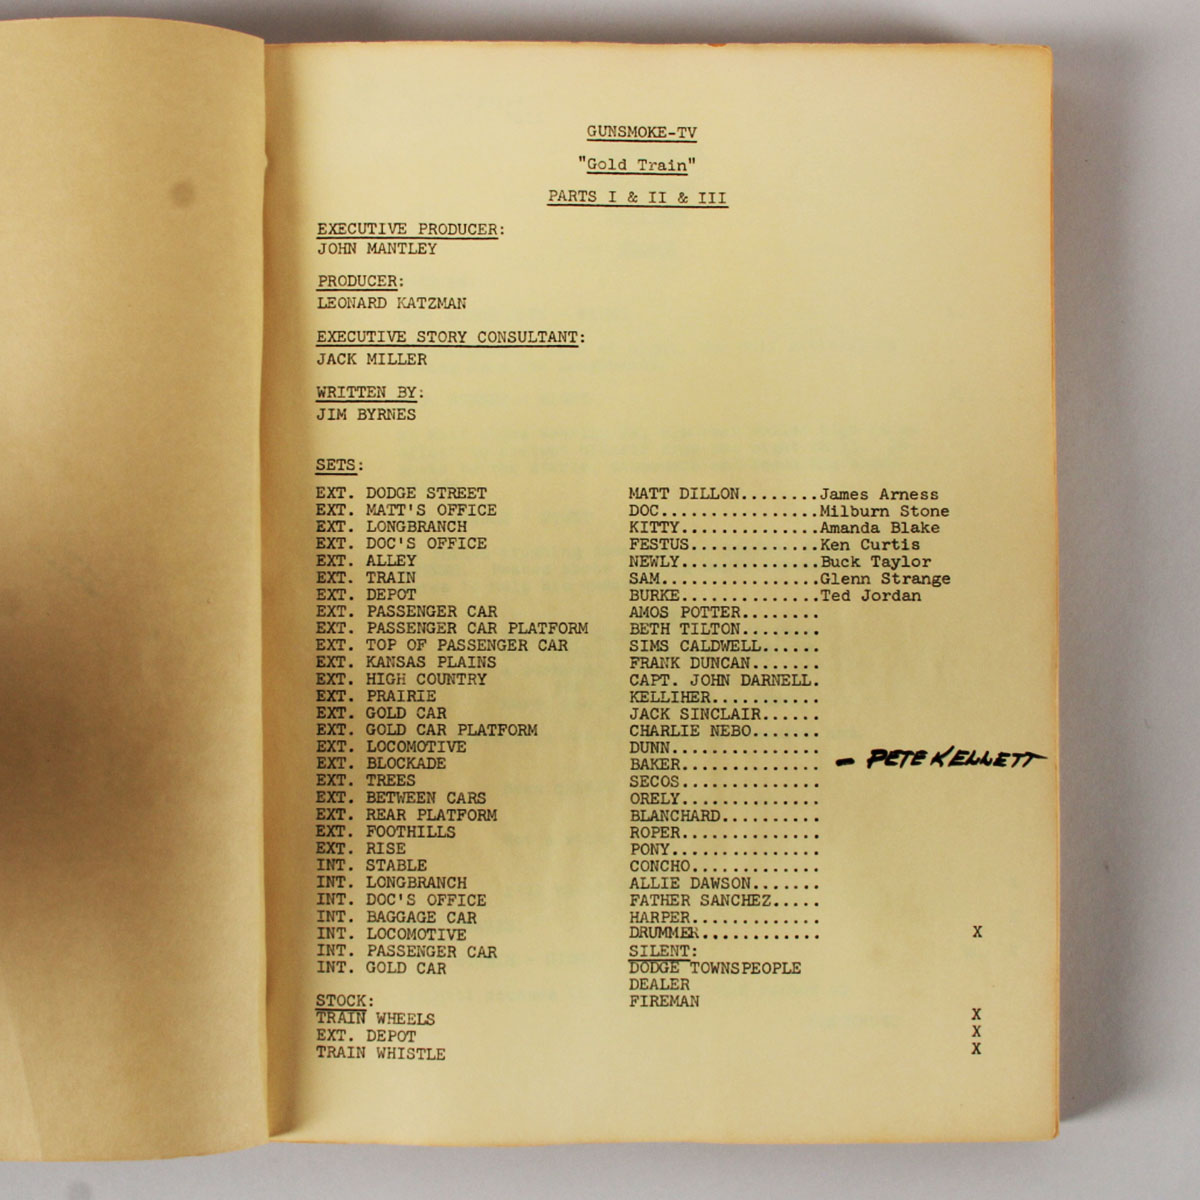 GUNSMOKE-TV
"Gold Train"
PARTS I & II & III
EXECUTIVE PRODUCER:
JOHN MANTLEY
PRODUCER:
LEONARD KATZMAN
EXECUTIVE STORY CONSULTANT:
JACK MILLER
WRITTEN BY:
JIM BYRNES
SETS:
EXT. DODGE STREET
EXT. MATT'S OFFICE
EXT. LONGBRANCH
EXT. DOC'S OFFICE
EXT. ALLEY
EXT. TRAIN
EXT. DEPOT
EXT. PASSENGER CAR
EXT. PASSENGER CAR PLATFORM
EXT. TOP OF PASSENGER CAR
EXT. KANSAS PLAINS
EXT. HIGH COUNTRY
EXT. PRAIRIE
EXT. GOLD CAR
EXT. GOLD CAR PLATFORM
EXT. LOCOMOTIVE
EXT. BLOCKADE
EXT. TREES
EXT. BETWEEN CARS
EXT. REAR PLATFORM
EXT. FOOTHILLS
EXT. RISE
INT. STABLE
INT. LONGBRANCH
INT. DOC'S OFFICE
INT. BAGGAGE CAR
INT. LOCOMOTIVE
INT. PASSENGER CAR
INT. GOLD CAR
STOCK:
TRAIN WHEELS
EXT. DEPOT
TRAIN WHISTLE
MATT DILLON........James Arness
DOC................Milburn Stone
KITTY..............Amanda Blake
FESTUS.............Ken Curtis
NEWLY..............Buck Taylor
SAM................Glenn Strange
BURKE..............Ted Jordan
AMOS POTTER........
BETH TILTON........
SIMS CALDWELL......
FRANK DUNCAN.......
CAPT. JOHN DARNELL.
KELLIHER...........
JACK SINCLAIR......
CHARLIE NEBO.......
DUNN...............
BAKER.............. - PETE KELLETT
SECOS..............
ORELY..............
BLANCHARD..........
ROPER..............
PONY...............
CONCHO.............
ALLIE DAWSON.......
FATHER SANCHEZ.....
HARPER.............
DRUMMER............ X
SILENT:
DODGE TOWNSPEOPLE
DEALER
FIREMAN
X
X
X